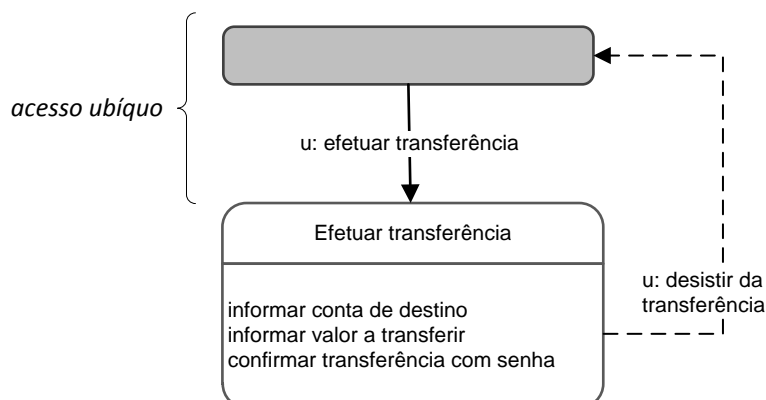 acesso ubíquo
u: efetuar transferência
Efetuar transferência
informar conta de destino
informar valor a transferir
confirmar transferência com senha
u: desistir da
transferência